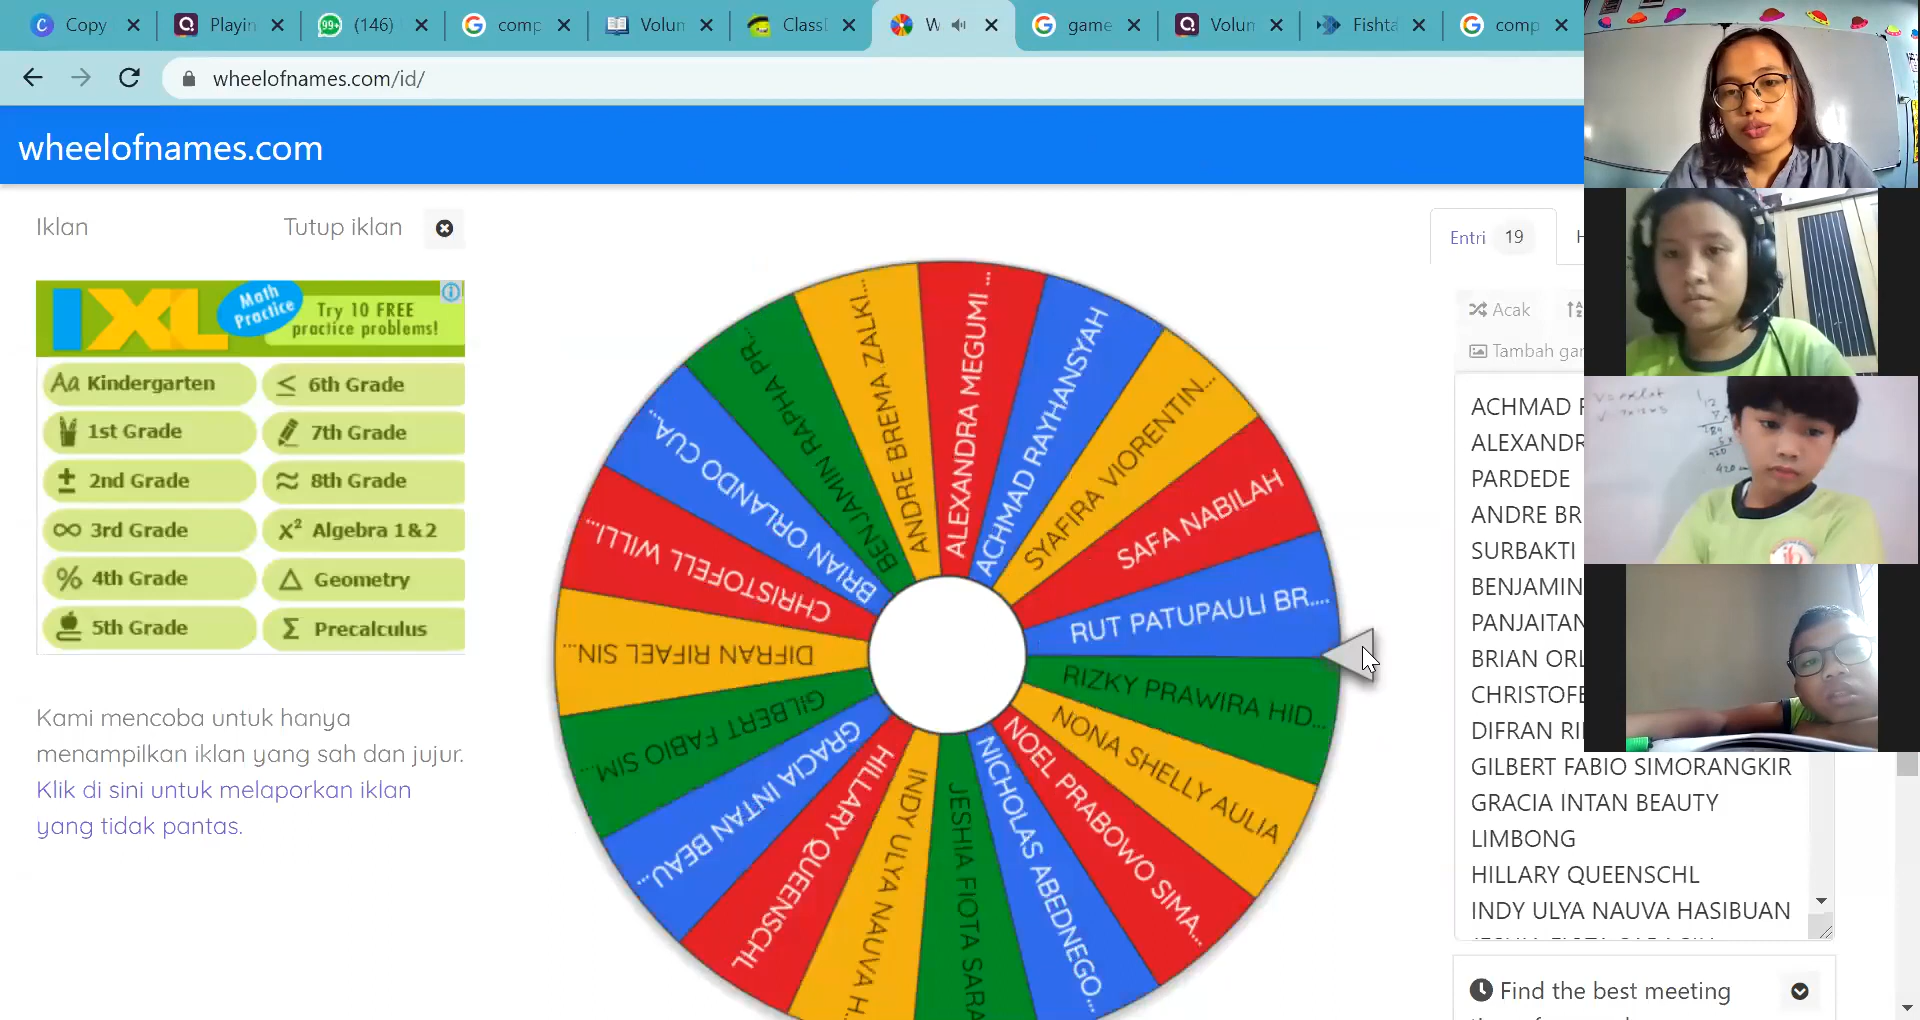 Copy
Playin
(146)
comp
Volun
Class
W
game
Volun
Fishta
comp
wheelofnames.com/id/
wheelofnames.com
Iklan
Tutup iklan
IXL
Math Practice
Try 10 FREE
practice problems!
Aa Kindergarten
≤ 6th Grade
1st Grade
7th Grade
± 2nd Grade
≈ 8th Grade
∞ 3rd Grade
x² Algebra 1&2
% 4th Grade
△ Geometry
5th Grade
Σ Precalculus
Kami mencoba untuk hanya
menampilkan iklan yang sah dan jujur.
Klik di sini untuk melaporkan iklan
yang tidak pantas.
BENJAMIN RAPHA PR...
ANDRE BREMA ZALKI...
ALEXANDRA MEGUMI ...
ACHMAD RAYHANSYAH
SYAFIRA VIORENTIN...
SAFA NABILAH
RUT PATUPAULI BR....
RIZKY PRAWIRA HID...
NONA SHELLY AULIA
NOEL PRABOWO SIMA...
NICHOLAS ABEDNEGO...
JESHIA FIOTA SARA
INDY ULYA NAUVA H...
HILLARY QUEENSCHL
GRACIA INTAN BEAU...
GILBERT FABIO SIM...
DIFRAN RIFAEL SIN...
CHRISTOFELL WILLI...
BRIAN ORLANDO CUA...
Entri 19
Acak
Tambah gar
ACHMAD
ALEXANDR
PARDEDE
ANDRE BR
SURBAKTI
BENJAMIN
PANJAITAN
BRIAN ORL
CHRISTOFE
DIFRAN RI
GILBERT FABIO SIMORANGKIR
GRACIA INTAN BEAUTY
LIMBONG
HILLARY QUEENSCHL
INDY ULYA NAUVA HASIBUAN
Find the best meeting